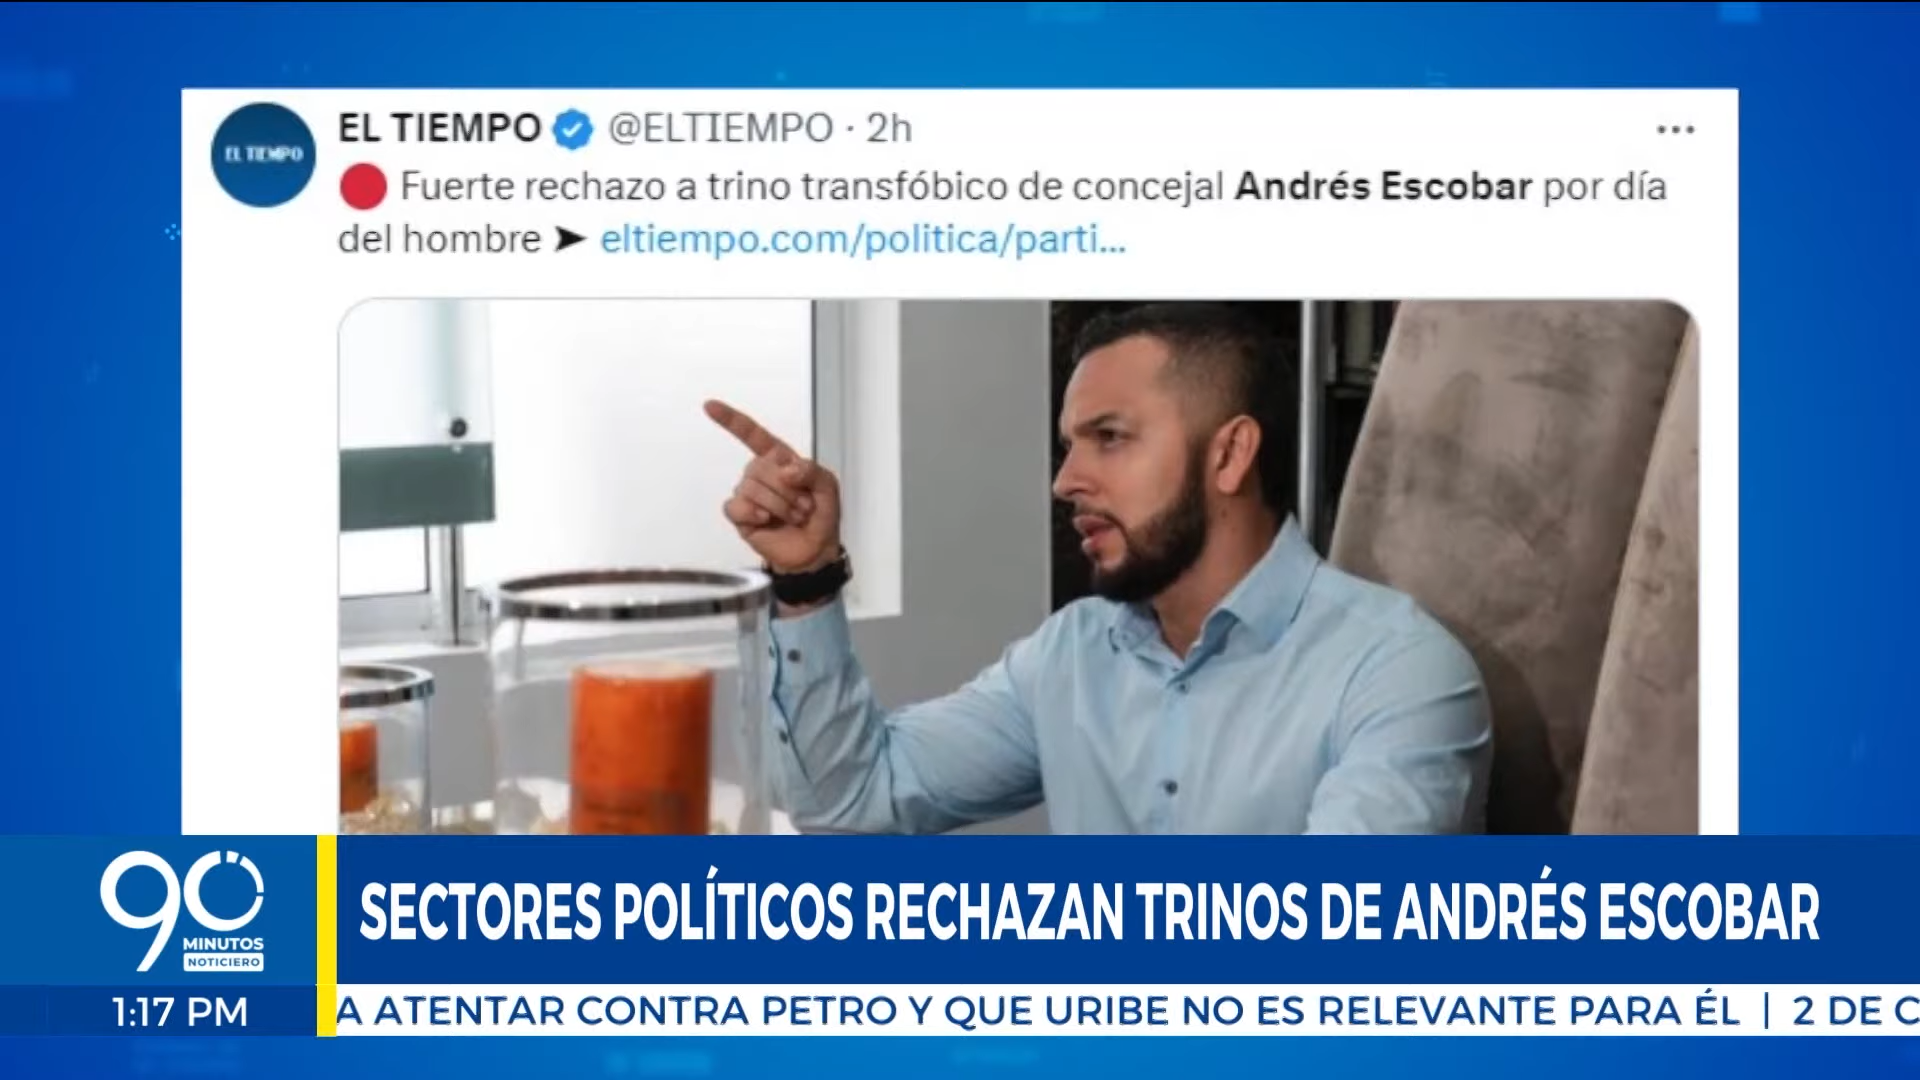 EL TIEMPO
EL TIEMPO @ELTIEMPO · 2h
Fuerte rechazo a trino transfóbico de concejal Andrés Escobar por día
del hombre ➤ eltiempo.com/politica/parti...
90
MINUTOS
NOTICIERO
SECTORES POLÍTICOS RECHAZAN TRINOS DE ANDRÉS ESCOBAR
1:17 PM
A ATENTAR CONTRA PETRO Y QUE URIBE NO ES RELEVANTE PARA ÉL | 2 DE C